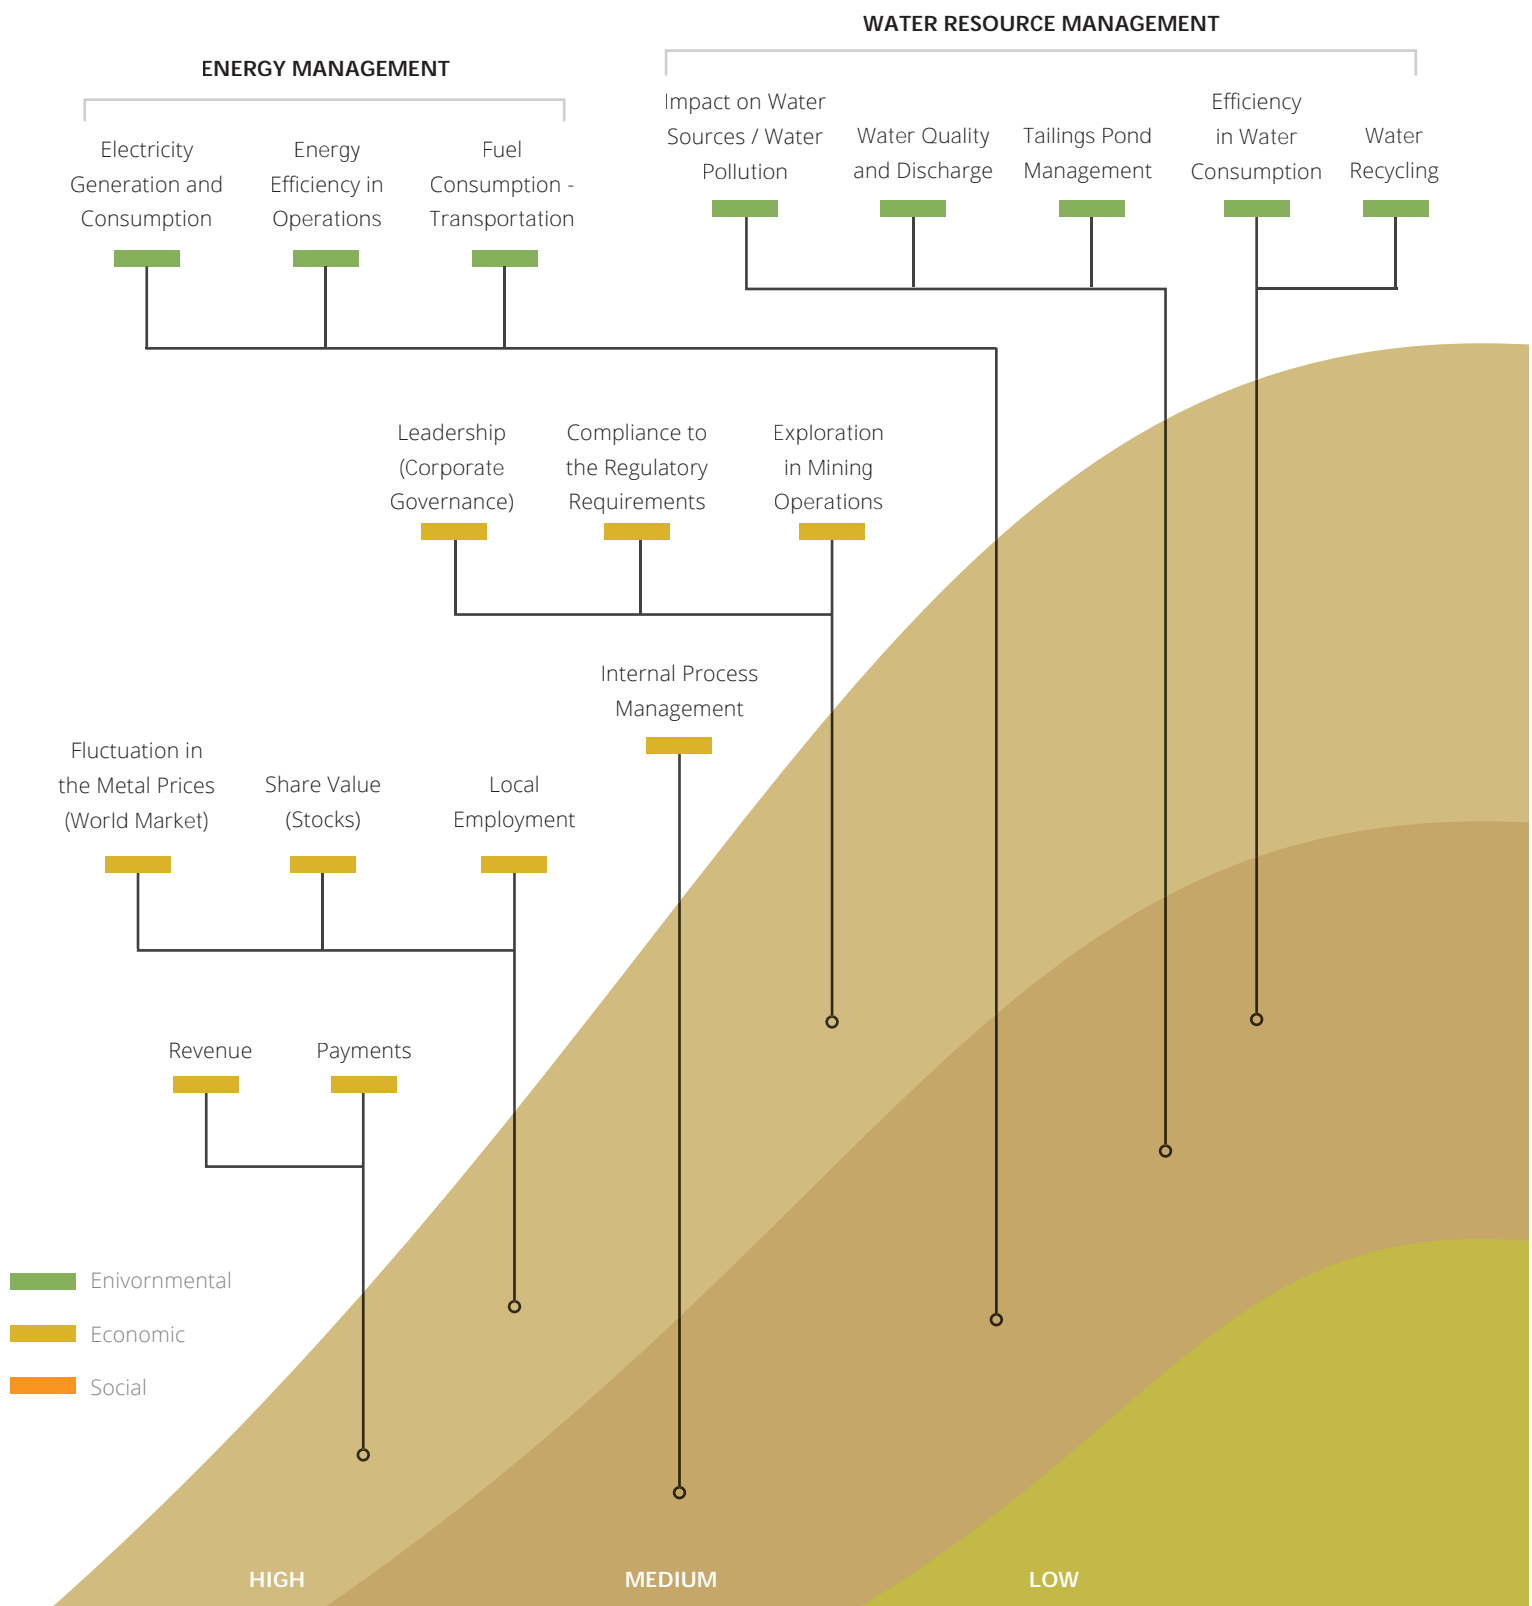 WATER RESOURCE MANAGEMENT
ENERGY MANAGEMENT
Impact on Water
Sources / Water
Pollution
Water Quality
and Discharge
Tailings Pond
Management
Efficiency
in Water
Consumption
Water
Recycling
Electricity
Generation and
Consumption
Energy
Efficiency in
Operations
Fuel
Consumption -
Transportation
Leadership
(Corporate
Governance)
Compliance to
the Regulatory
Requirements
Exploration
in Mining
Operations
Internal Process
Management
Fluctuation in
the Metal Prices
(World Market)
Share Value
(Stocks)
Local
Employment
Revenue
Payments
Enivornmental
Economic
Social
HIGH
MEDIUM
LOW